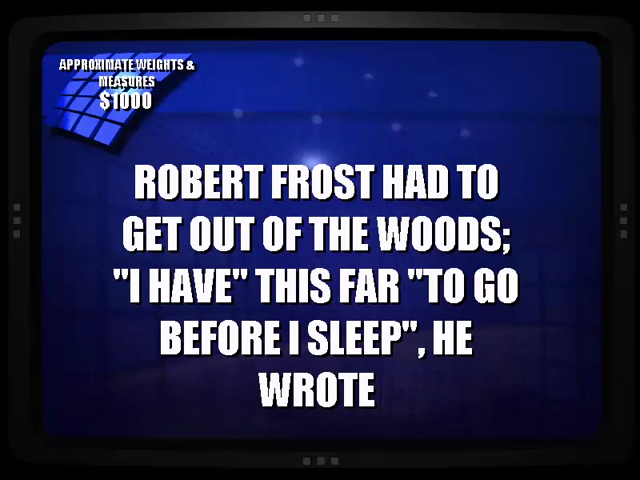 APPROXIMATE WEIGHTS &
MEASURES
$1000
ROBERT FROST HAD TO
GET OUT OF THE WOODS;
"I HAVE" THIS FAR "TO GO
BEFORE I SLEEP", HE
WROTE